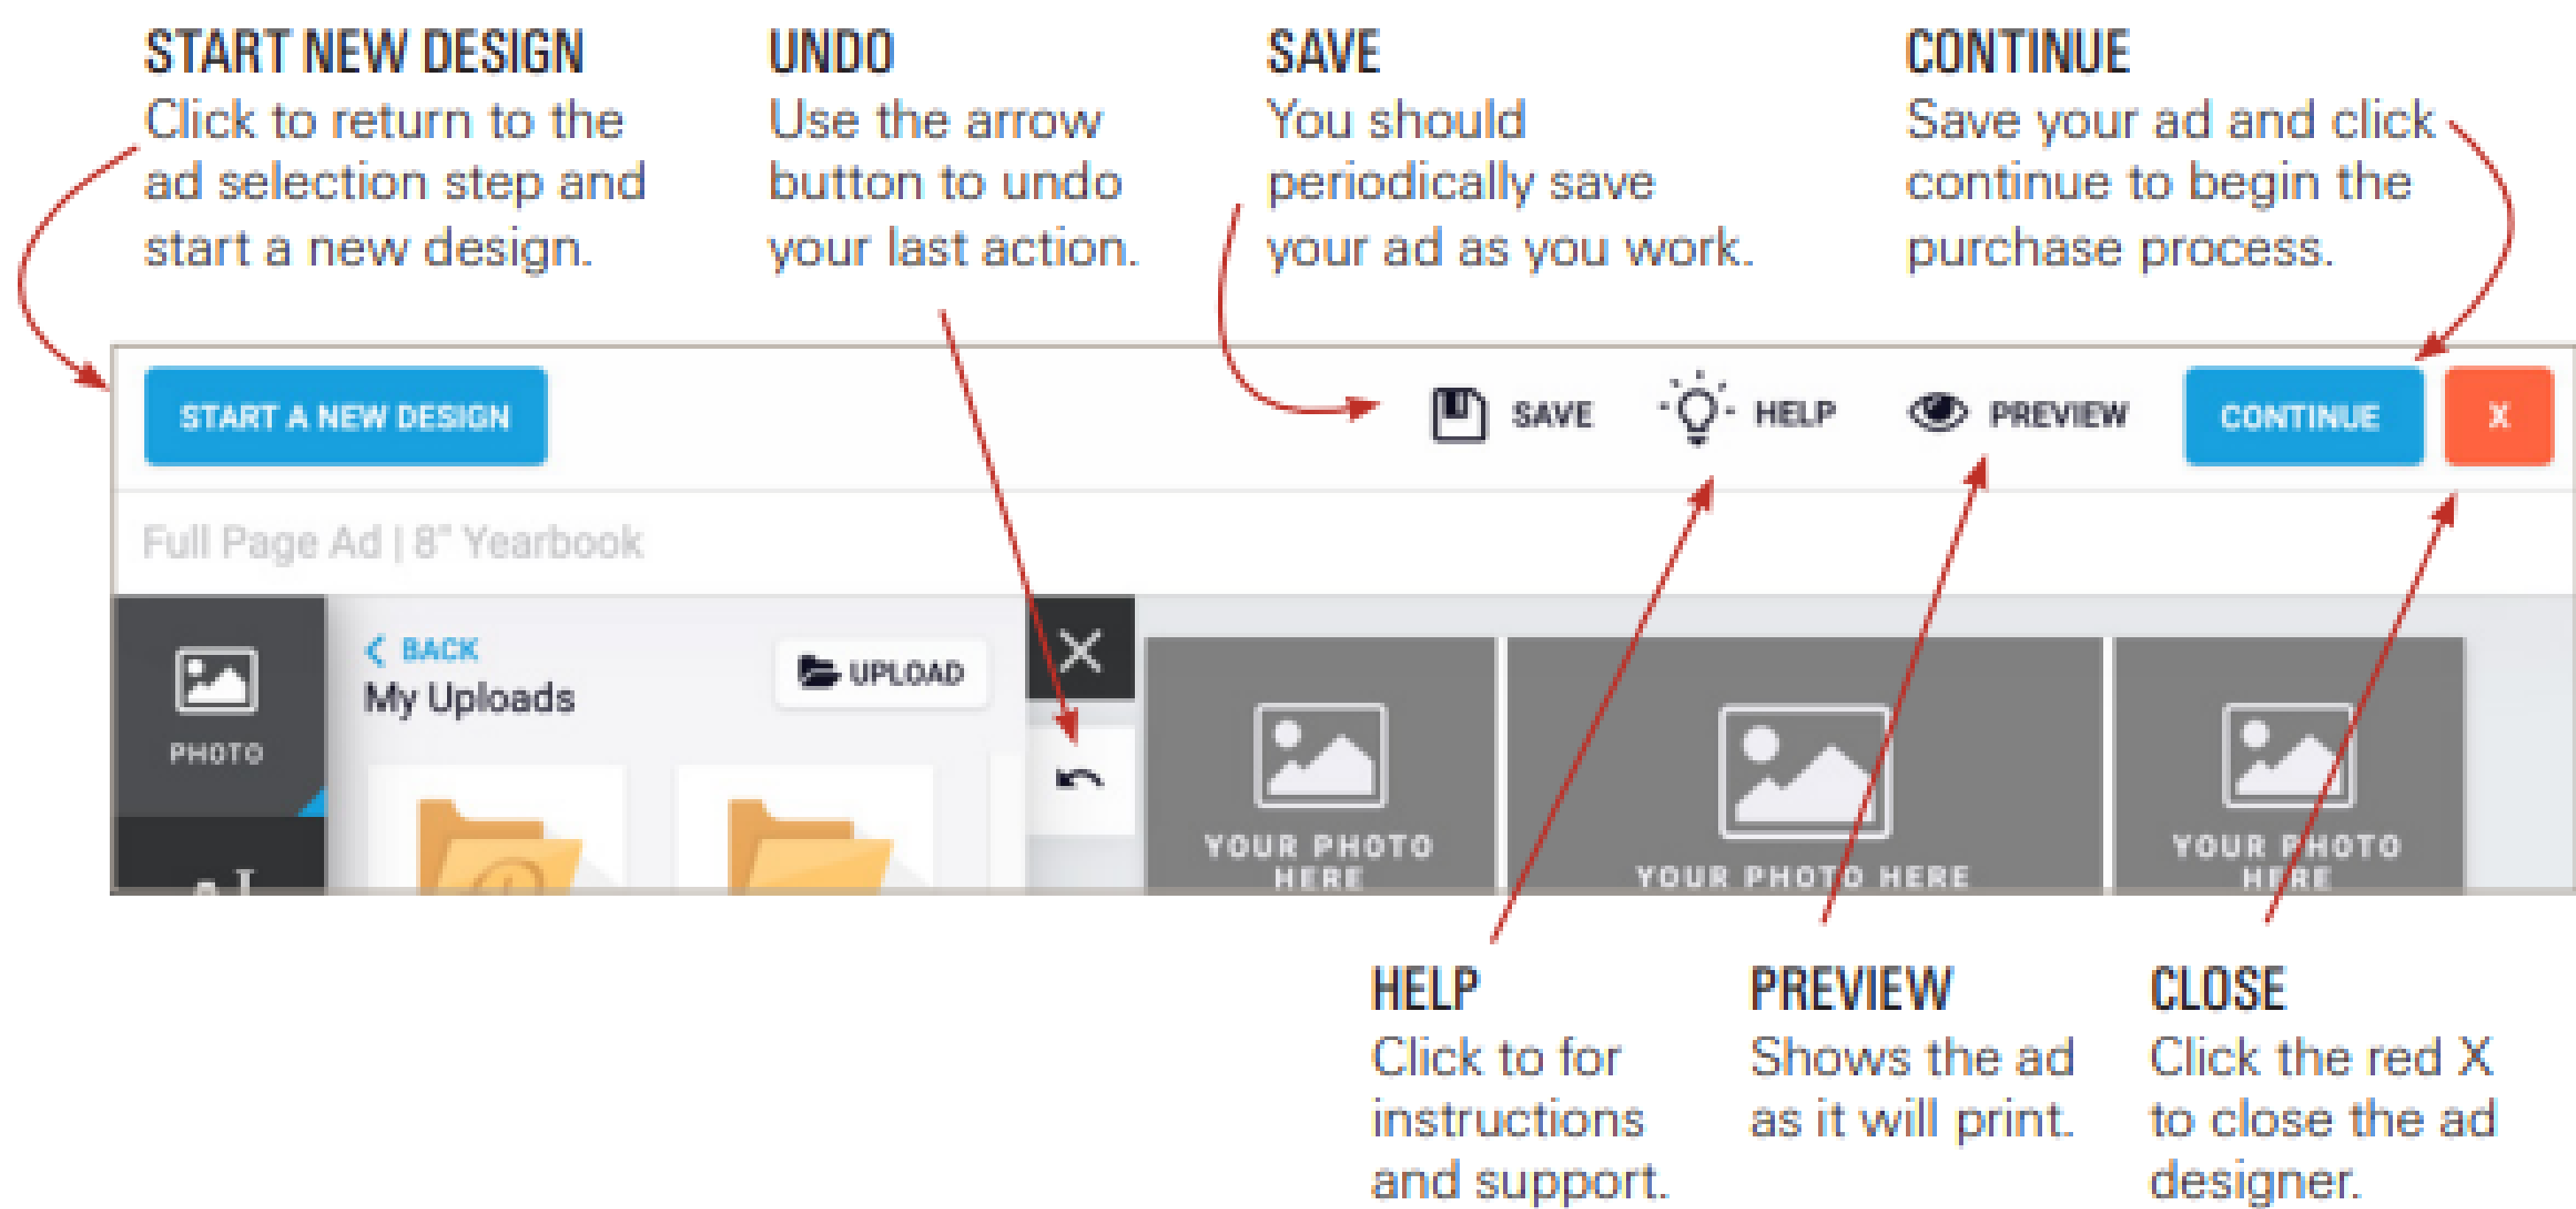 START NEW DESIGN
Click to return to the
ad selection step and
start a new design.
UNDO
Use the arrow
button to undo
your last action.
SAVE
You should
periodically save
your ad as you work.
CONTINUE
Save your ad and click
continue to begin the
purchase process.
START A NEW DESIGN
SAVE
HELP
PREVIEW
CONTINUE
X
Full Page Ad | 8" Yearbook
PHOTO
BACK
My Uploads
UPLOAD
YOUR PHOTO
HERE
YOUR PHOTO HERE
YOUR PHOTO
HERE
HELP
Click to for
instructions
and support.
PREVIEW
Shows the ad
as it will print.
CLOSE
Click the red X
to close the ad
designer.